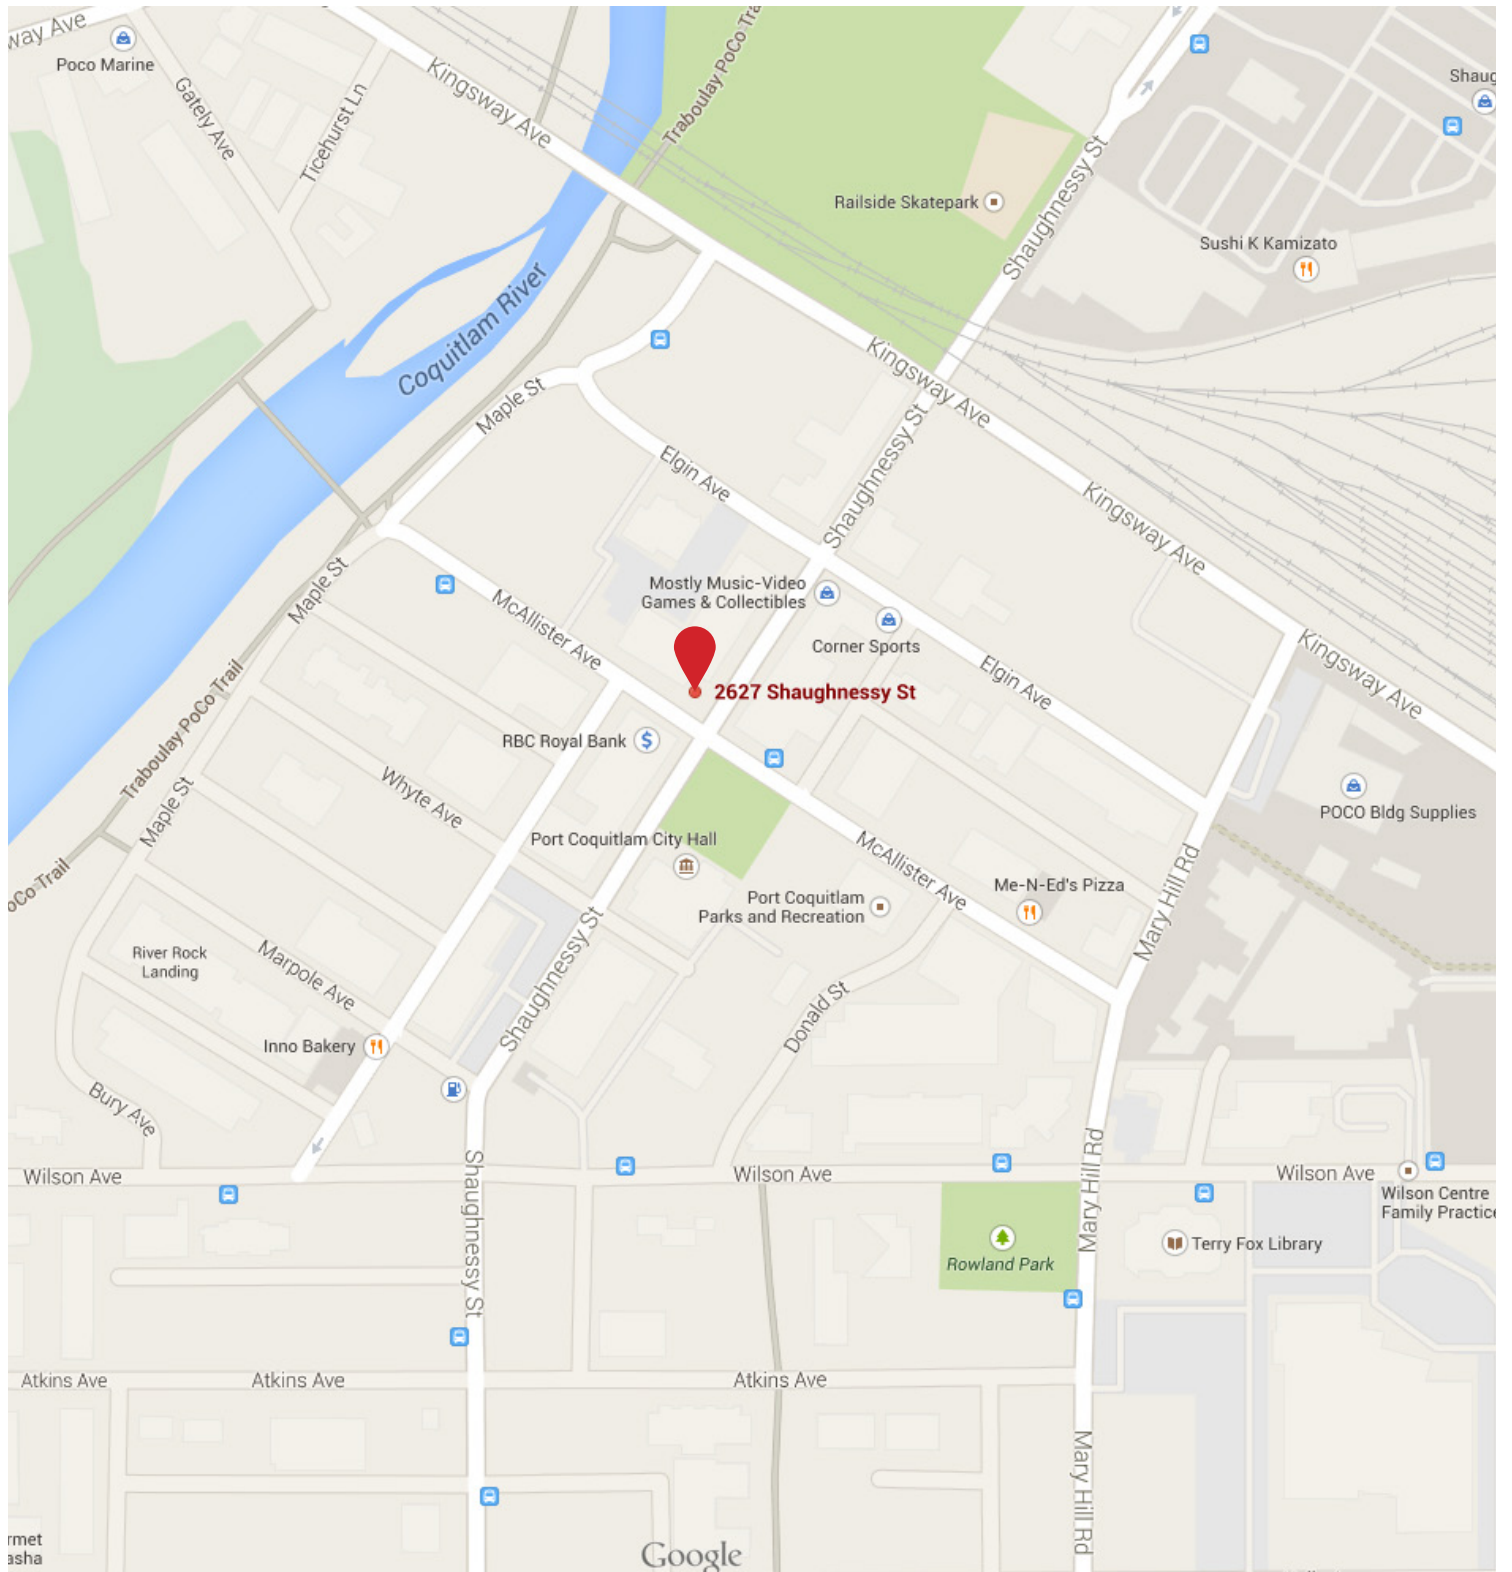 way Ave
Poco Marine
Gately Ave
Ticehurst Ln
Kingsway Ave
Traboulay PoCo Tra
Shaughnessy St
Shaug
Railside Skatepark
Sushi K Kamizato
Coquitlam River
Maple St
Kingsway Ave
Elgin Ave
Shaughnessy St
Kingsway Ave
Maple St
McAllister Ave
Mostly Music-Video
Games & Collectibles
Corner Sports
Elgin Ave
Kingsway Ave
2627 Shaughnessy St
Traboulay PoCo Trail
RBC Royal Bank
Whyte Ave
Maple St
Port Coquitlam City Hall
McAllister Ave
POCO Bldg Supplies
oCo Trail
Port Coquitlam
Parks and Recreation
Me-N-Ed's Pizza
Mary Hill Rd
River Rock
Landing
Marpole Ave
Shaughnessy St
Donald St
Inno Bakery
Bury Ave
Wilson Ave
Wilson Ave
Wilson Ave
Mary Hill Rd
Wilson Centre
Family Practice
Shaughnessy St
Rowland Park
Terry Fox Library
Atkins Ave
Atkins Ave
Atkins Ave
Mary Hill Rd
rmet
asha
Google